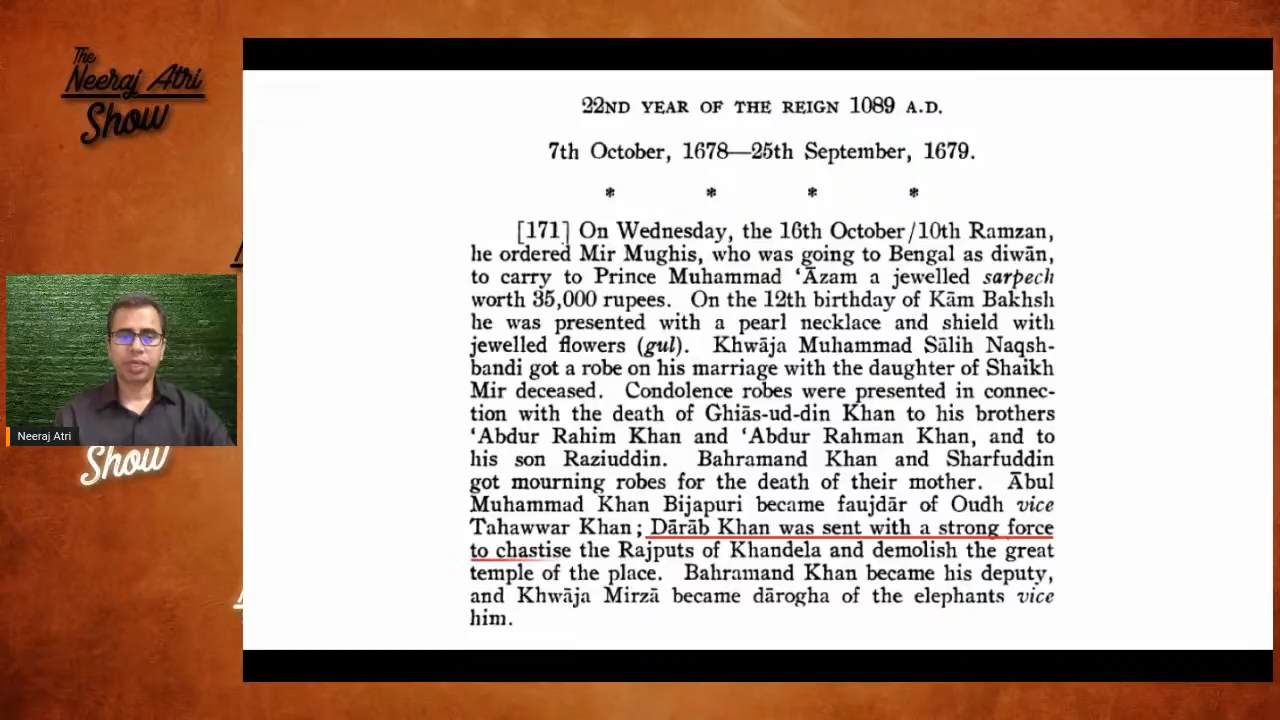 The
Neeraj Atri
Show
22ND YEAR OF THE REIGN 1089 A.D.
7th October, 1678—25th September, 1679.
* * * *
[171] On Wednesday, the 16th October/10th Ramzan,
he ordered Mir Mughis, who was going to Bengal as diwān,
to carry to Prince Muhammad ‘Āzam a jewelled sarpech
worth 35,000 rupees. On the 12th birthday of Kām Bakhsh
he was presented with a pearl necklace and shield with
jewelled flowers (gul). Khwāja Muhammad Sālih Naqsh-
bandi got a robe on his marriage with the daughter of Shaikh
Mir deceased. Condolence robes were presented in connec-
tion with the death of Ghiās-ud-din Khan to his brothers
‘Abdur Rahim Khan and ‘Abdur Rahman Khan, and to
his son Raziuddin. Bahramand Khan and Sharfuddin
got mourning robes for the death of their mother. Ābul
Muhammad Khan Bijapuri became faujdār of Oudh vice
Tahawwar Khan; Dārāb Khan was sent with a strong force
to chastise the Rajputs of Khandela and demolish the great
temple of the place. Bahramand Khan became his deputy,
and Khwāja Mirzā became dārogha of the elephants vice
him.
Neeraj Atri
Show